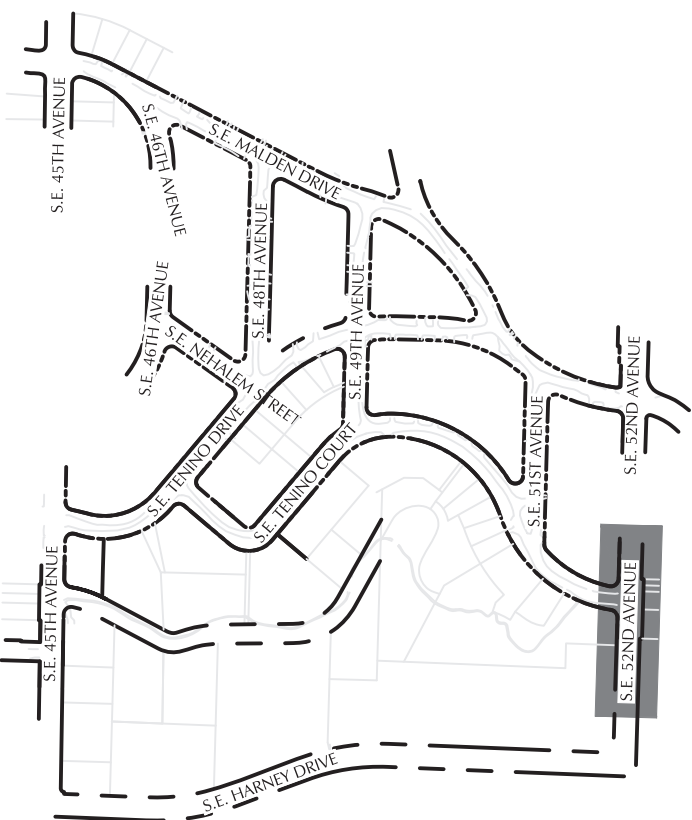 S.E. 45TH AVENUE
S.E. 46TH AVENUE
S.E. MALDEN DRIVE
S.E. 48TH AVENUE
S.E. 49TH AVENUE
S.E. 46TH AVENUE
S.E. NEHALEM STREET
S.E. 52ND AVENUE
S.E. TENINO DRIVE
S.E. TENINO COURT
S.E. 51ST AVENUE
S.E. 45TH AVENUE
S.E. 52ND AVENUE
S.E. HARNEY DRIVE